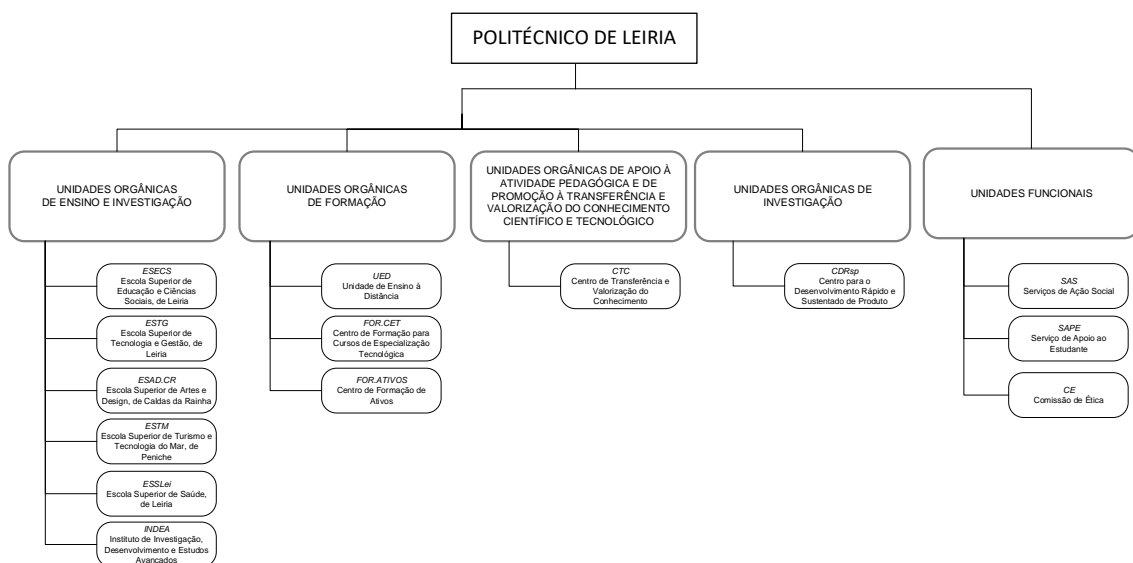 POLITÉCNICO DE LEIRIA
UNIDADES ORGÂNICAS
DE ENSINO E INVESTIGAÇÃO
UNIDADES ORGÂNICAS
DE FORMAÇÃO
UNIDADES ORGÂNICAS DE APOIO À
ATIVIDADE PEDAGÓGICA E DE
PROMOÇÃO À TRANSFERÊNCIA E
VALORIZAÇÃO DO CONHECIMENTO
CIENTÍFICO E TECNOLÓGICO
UNIDADES ORGÂNICAS DE
INVESTIGAÇÃO
UNIDADES FUNCIONAIS
ESECS
Escola Superior de
Educação e Ciências
Sociais, de Leiria
ESTG
Escola Superior de
Tecnologia e Gestão, de
Leiria
ESAD.CR
Escola Superior de Artes e
Design, de Caldas da Rainha
ESTM
Escola Superior de Turismo e
Tecnologia do Mar, de
Peniche
ESSLei
Escola Superior de Saúde,
de Leiria
INDEA
Instituto de Investigação,
Desenvolvimento e Estudos
Avançados
UED
Unidade de Ensino à
Distância
FOR.CET
Centro de Formação para
Cursos de Especialização
Tecnológica
FOR.ATIVOS
Centro de Formação de
Ativos
CTC
Centro de Transferência e
Valorização do
Conhecimento
CDRsp
Centro para o
Desenvolvimento Rápido e
Sustentado de Produto
SAS
Serviços de Ação Social
SAPE
Serviço de Apoio ao
Estudante
CE
Comissão de Ética